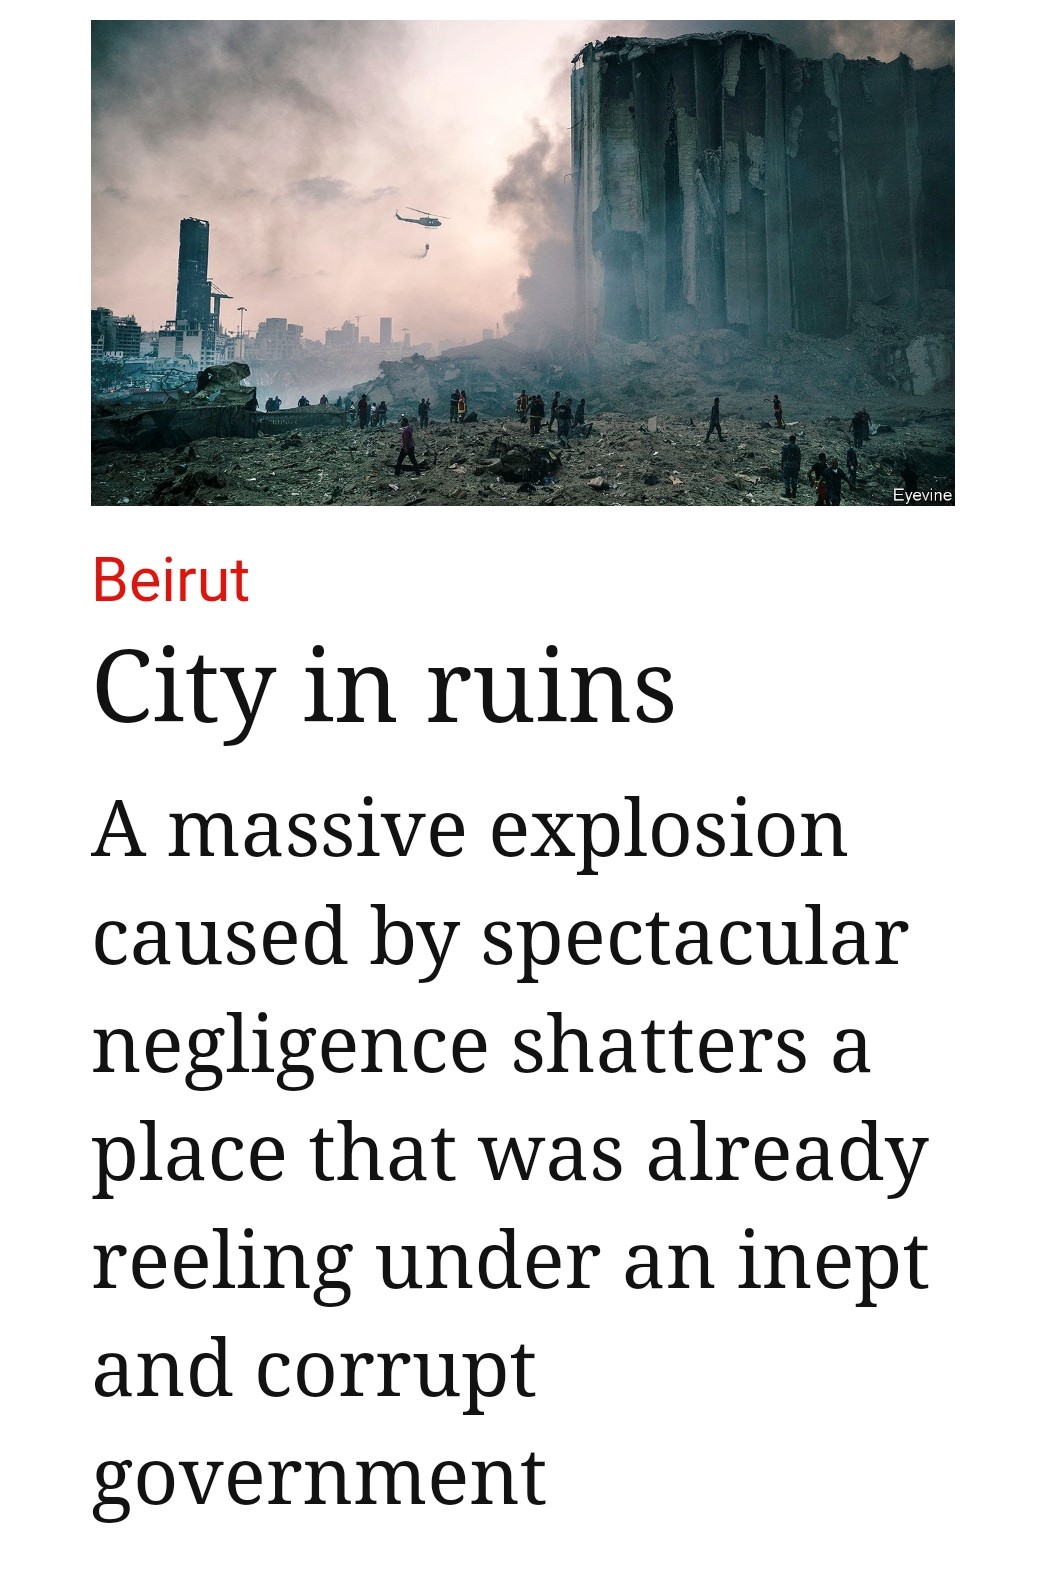 Eyevine
Beirut
City in ruins
A massive explosion
caused by spectacular
negligence shatters a
place that was already
reeling under an inept
and corrupt
government